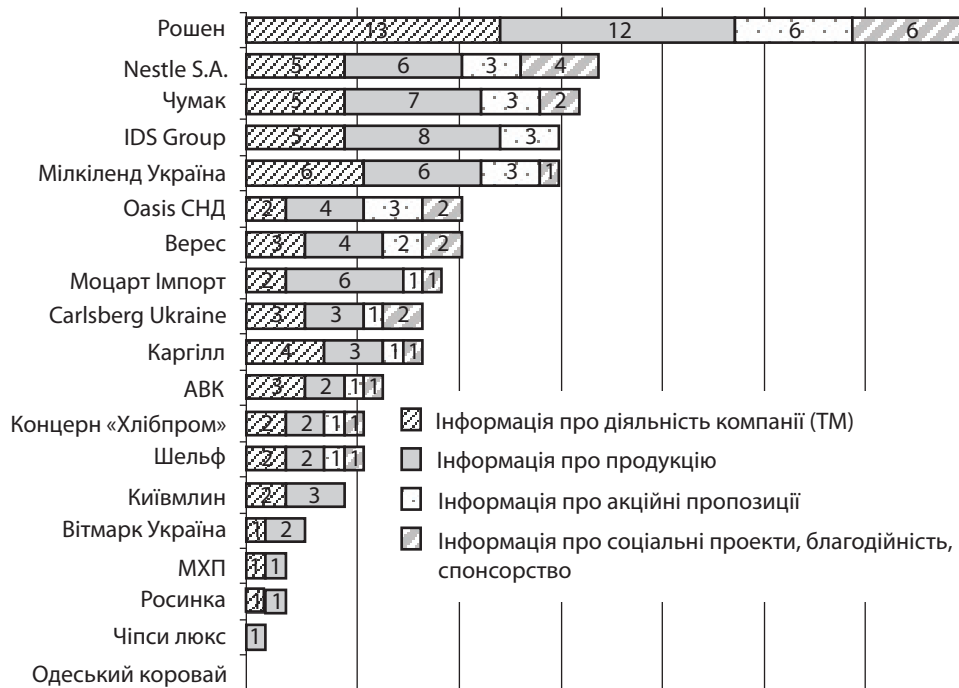 Рошен 13 12 6 6
Nestle S.A. 5 6 3 4
Чумак 5 7 3 2
IDS Group 5 8 3
Мілкіленд Україна 6 6 3 1
Oasis СНД 2 4 3 2
Верес 3 4 2 2
Моцарт Імпорт 2 6 1 1
Carlsberg Ukraine 3 3 1 2
Каргілл 4 3 1 1
АВК 3 2 1 1
Концерн «Хлібпром» 2 2 1 1
Шельф 2 2 1 1
Київмлин 2 3
Вітмарк Україна 1 2
МХП 1 1
Росинка 1 1
Чіпси люкс 1
Одеський коровай
Інформація про діяльність компанії (ТМ)
Інформація про продукцію
Інформація про акційні пропозиції
Інформація про соціальні проекти, благодійність,
спонсорство